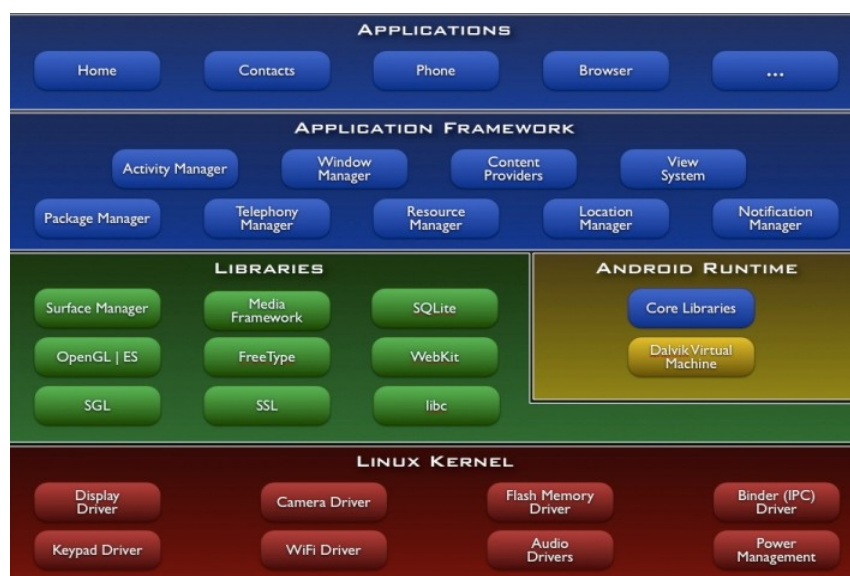 APPLICATIONS
Home
Contacts
Phone
Browser
...
APPLICATION FRAMEWORK
Activity Manager
Window
Manager
Content
Providers
View
System
Package Manager
Telephony
Manager
Resource
Manager
Location
Manager
Notification
Manager
LIBRARIES
Surface Manager
Media
Framework
SQLite
OpenGL | ES
FreeType
WebKit
SGL
SSL
libc
ANDROID RUNTIME
Core Libraries
Dalvik Virtual
Machine
LINUX KERNEL
Display
Driver
Camera Driver
Flash Memory
Driver
Binder (IPC)
Driver
Keypad Driver
WiFi Driver
Audio
Drivers
Power
Management